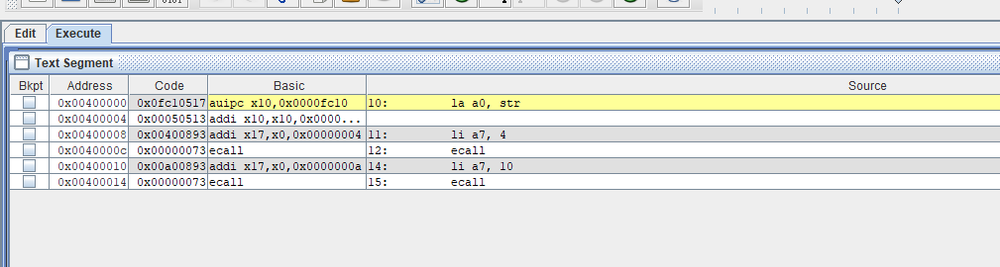 Edit Execute
Text Segment
Bkpt Address Code Basic Source
0x00400000 0x0fc10517 auipc x10,0x0000fc10 10: la a0, str
0x00400004 0x00050513 addi x10,x10,0x0000...
0x00400008 0x00400893 addi x17,x0,0x00000004 11: li a7, 4
0x0040000c 0x00000073 ecall 12: ecall
0x00400010 0x00a00893 addi x17,x0,0x0000000a 14: li a7, 10
0x00400014 0x00000073 ecall 15: ecall